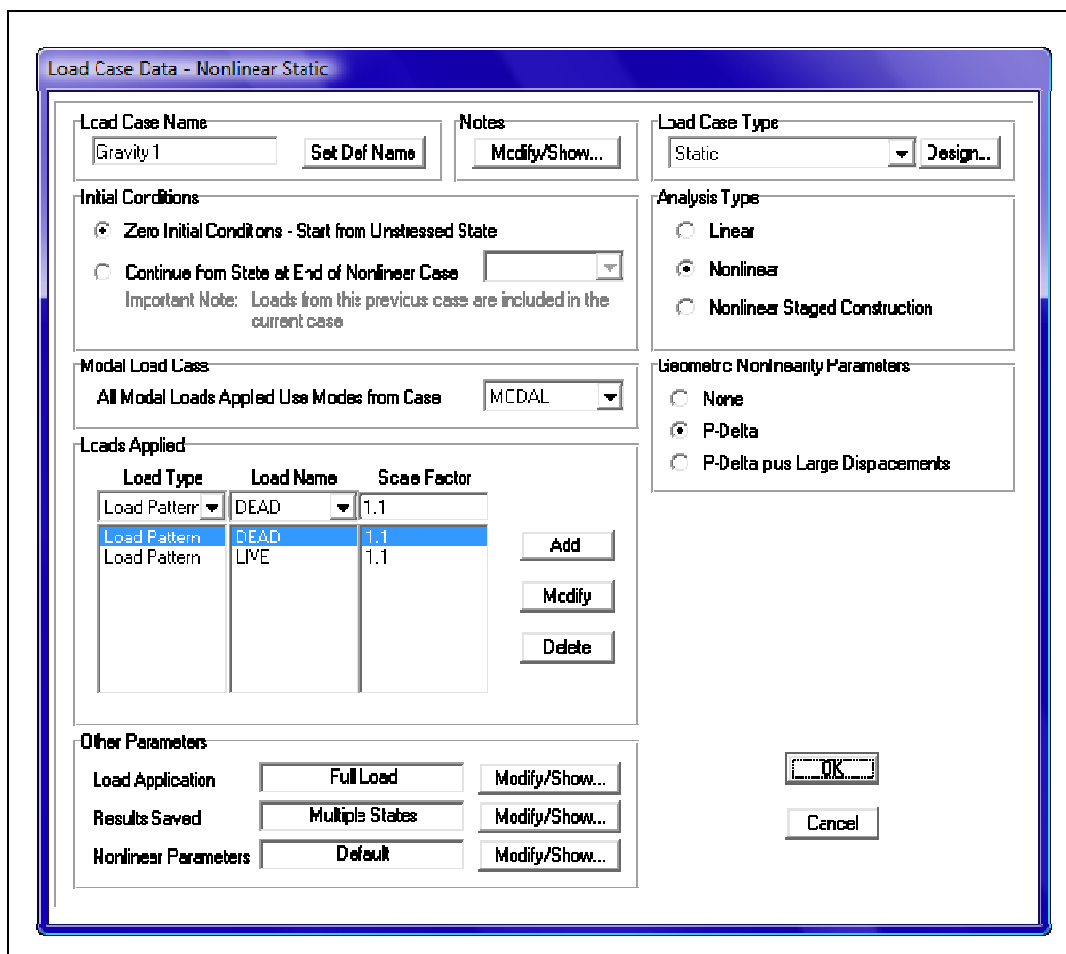 Load Case Data - Nonlinear Static
Load Case Name
Gravity1
Set Def Name
Notes
Modify/Show...
Load Case Type
Static
Design...
Initial Conditions
Zero Initial Conditions - Start from Unstressed State
Continue from State at End of Nonlinear Case
Important Note: Loads from this previous case are included in the
current case
Analysis Type
Linear
Nonlinear
Nonlinear Staged Construction
Modal Load Case
All Modal Loads Applied Use Modes from Case
MODAL
Geometric Nonlinearity Parameters
None
P-Delta
P-Delta plus Large Displacements
Loads Applied
Load Type Load Name Scale Factor
Load Pattern DEAD 1.1
Load Pattern DEAD 1.1
Load Pattern LIVE 1.1
Add
Modify
Delete
Other Parameters
Load Application Full Load Modify/Show...
Results Saved Multiple States Modify/Show...
Nonlinear Parameters Default Modify/Show...
OK
Cancel